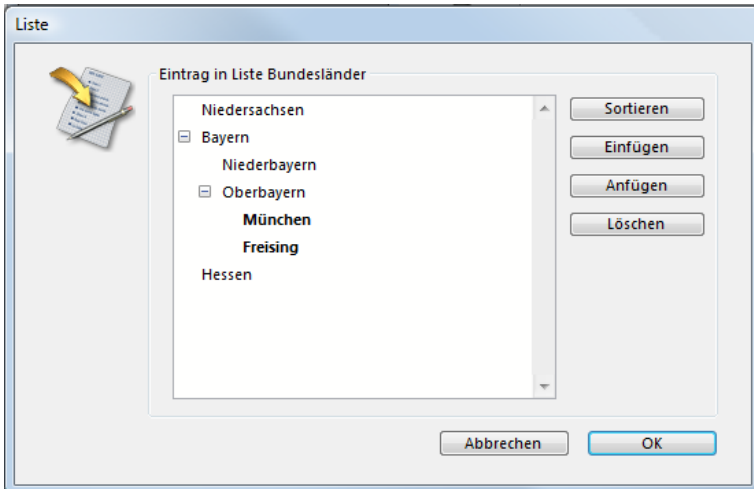 Liste
Eintrag in Liste Bundesländer
Niedersachsen
Bayern
Niederbayern
Oberbayern
München
Freising
Hessen
Sortieren
Einfügen
Anfügen
Löschen
Abbrechen
OK